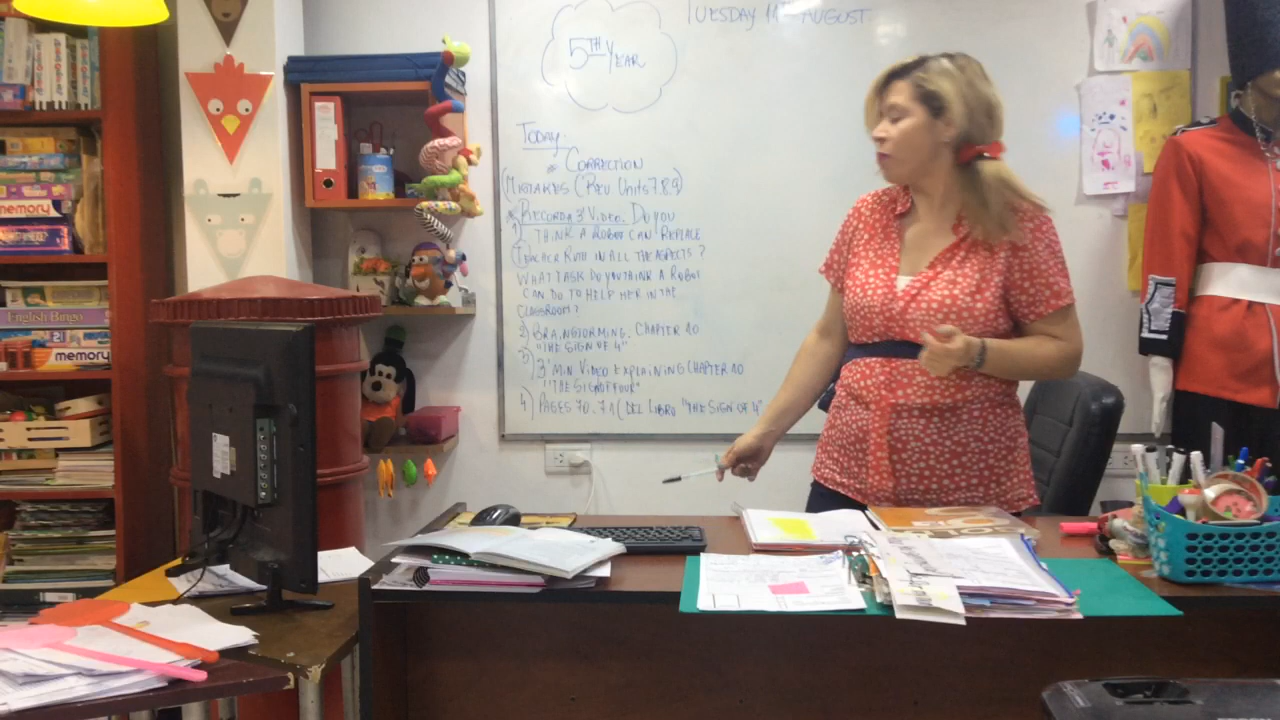 TUESDAY 11TH AUGUST
5TH YEAR
TODAY:
* CORRECTION
(MISTAKES (REV. UNITS 7.8.9)
* RECORD A 3' VIDEO. DO YOU
1) THINK A ROBOT CAN REPLACE
TEACHER RUTH IN ALL THE ASPECTS?
WHAT TASK DO YOU THINK A ROBOT
CAN DO TO HELP HER IN THE
CLASSROOM?
2) BRAINSTORMING. CHAPTER 10
"THE SIGN OF 4"
3) 3' MIN VIDEO EXPLAINING CHAPTER 10
"THE SIGN OF FOUR"
4) PAGES 70.71 (DEL LIBRO "THE SIGN OF 4"
memory
English Bingo
memory